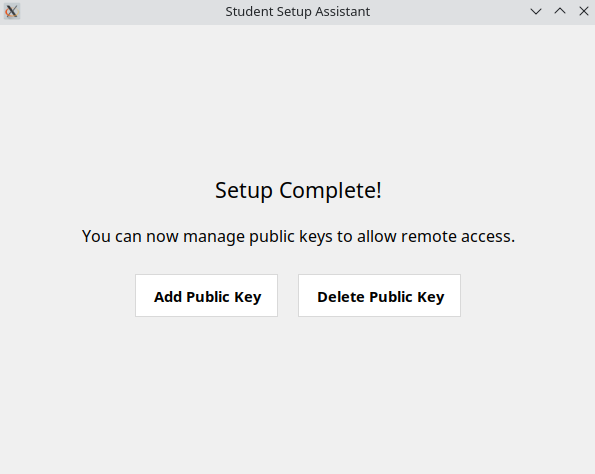 Student Setup Assistant
Setup Complete!
You can now manage public keys to allow remote access.
Add Public Key
Delete Public Key